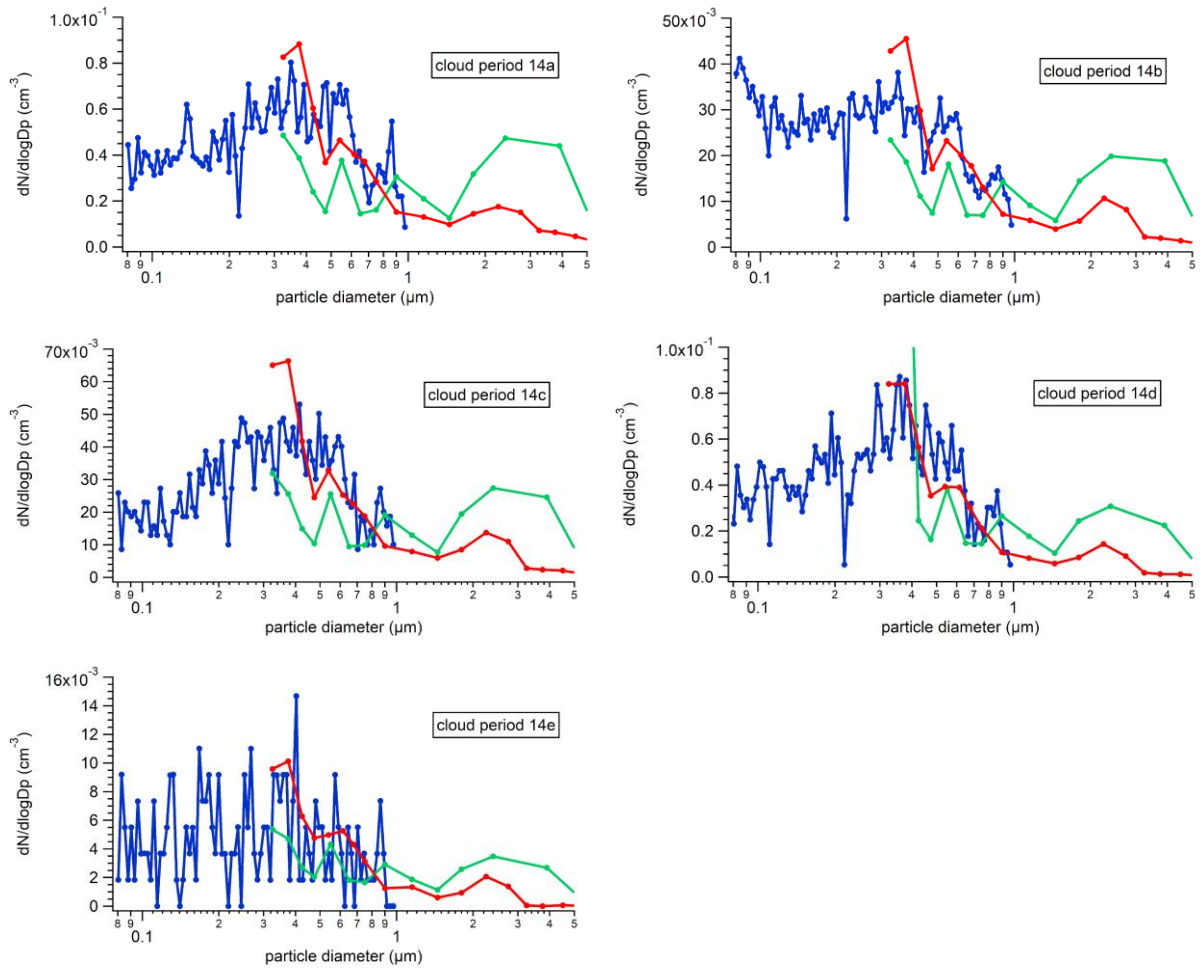 1.0x10⁻¹
cloud period 14a
0.8
0.6
0.4
0.2
0.0
dN/dlogDp (cm⁻³)
8 9 2 3 4 5 6 7 8 9 2 3 4 5
0.1 1
particle diameter (µm)
50x10⁻³
cloud period 14b
40
30
20
10
0
dN/dlogDp (cm⁻³)
8 9 2 3 4 5 6 7 8 9 2 3 4 5
0.1 1
particle diameter (µm)
70x10⁻³
60
cloud period 14c
50
40
30
20
10
0
dN/dlogDp (cm⁻³)
8 9 2 3 4 5 6 7 8 9 2 3 4 5
0.1 1
particle diameter (µm)
1.0x10⁻¹
cloud period 14d
0.8
0.6
0.4
0.2
0.0
dN/dlogDp (cm⁻³)
8 9 2 3 4 5 6 7 8 9 2 3 4 5
0.1 1
particle diameter (µm)
16x10⁻³
14
cloud period 14e
12
10
8
6
4
2
0
dN/dlogDp (cm⁻³)
8 9 2 3 4 5 6 7 8 9 2 3 4 5
0.1 1
particle diameter (µm)